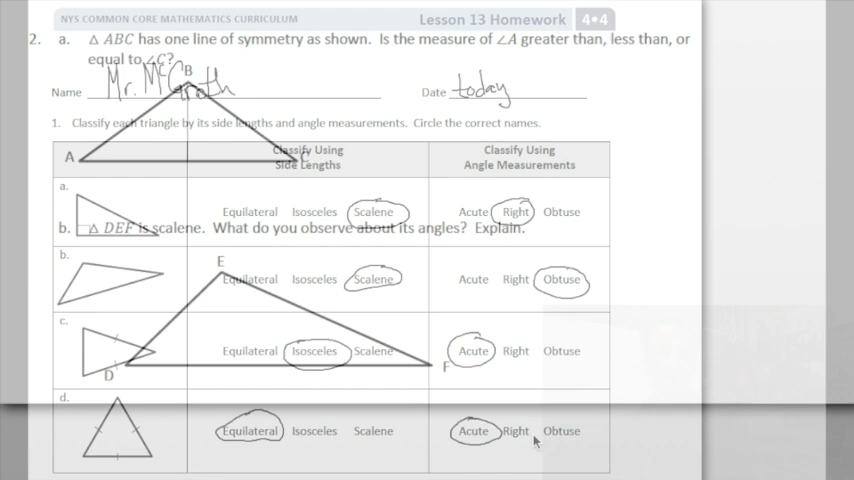 NYS COMMON CORE MATHEMATICS CURRICULUM Lesson 13 Homework 4•4
2. a. △ ABC has one line of symmetry as shown. Is the measure of ∠A greater than, less than, or
equal to ∠C?
B
Name Mr. McGrath Date today
1. Classify each triangle by its side lengths and angle measurements. Circle the correct names.
A C
Classify Using Side Lengths Classify Using Angle Measurements
a. Equilateral Isosceles Scalene Acute Right Obtuse
b. △ DEF is scalene. What do you observe about its angles? Explain.
b. Equilateral Isosceles Scalene Acute Right Obtuse
E
c. Equilateral Isosceles Scalene Acute Right Obtuse
D F
d. Equilateral Isosceles Scalene Acute Right Obtuse